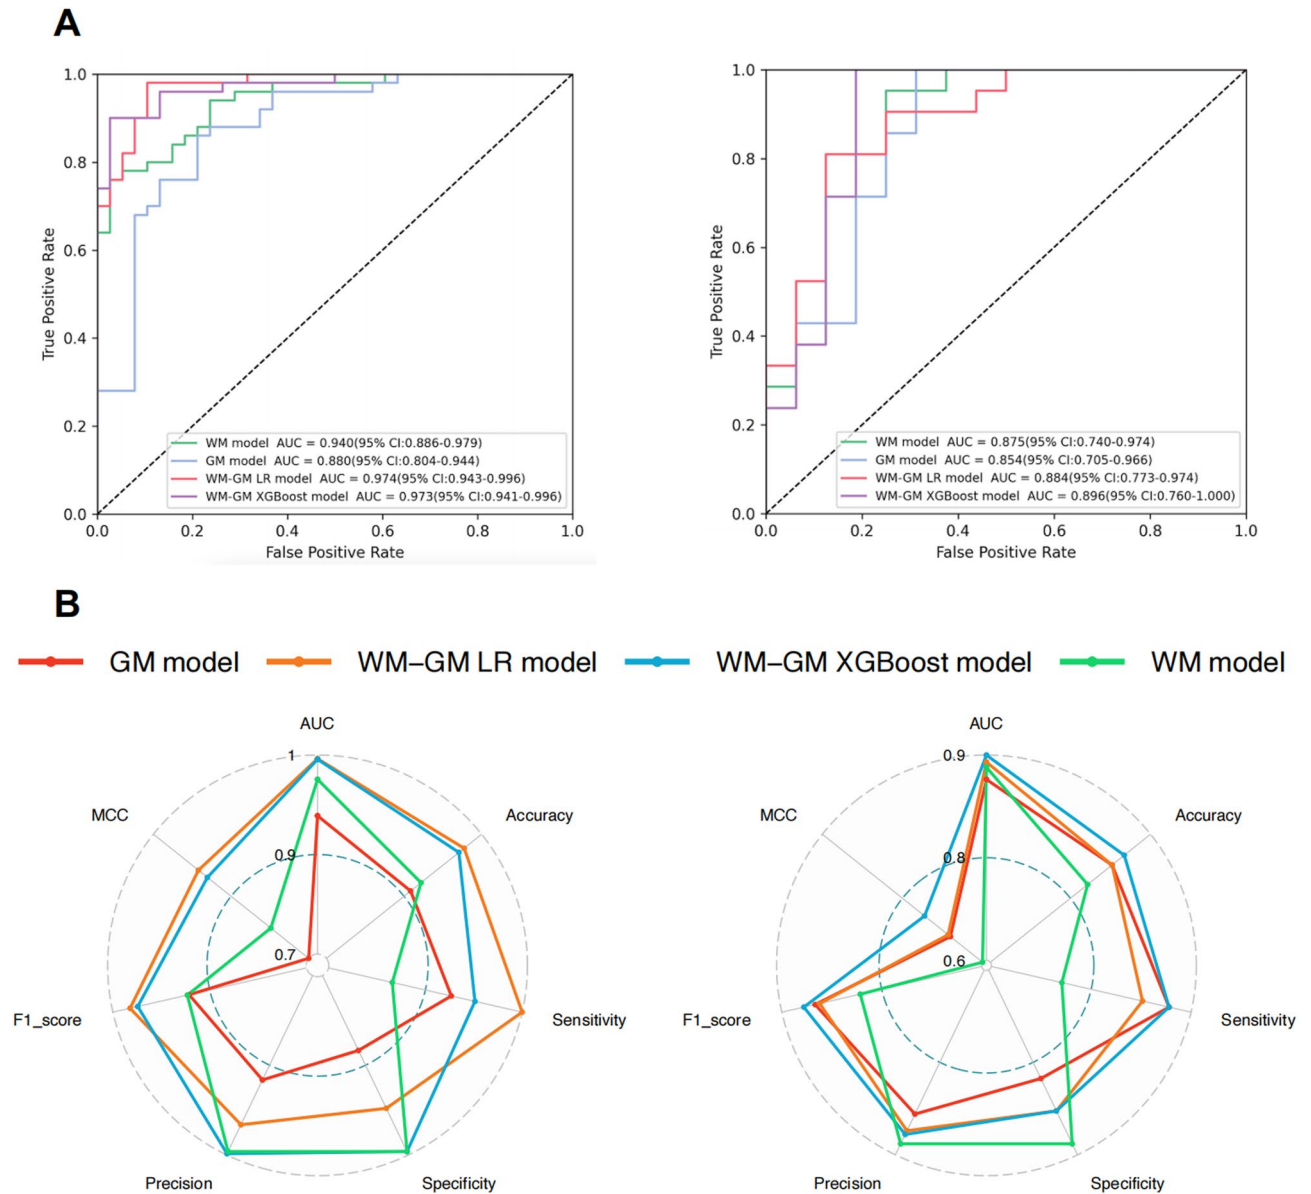 A
1.0
0.8
0.6
0.4
0.2
0.0
True Positive Rate
WM model AUC = 0.940(95% CI:0.886-0.979)
GM model AUC = 0.880(95% CI:0.804-0.944)
WM-GM LR model AUC = 0.974(95% CI:0.943-0.996)
WM-GM XGBoost model AUC = 0.973(95% CI:0.941-0.996)
0.0 0.2 0.4 0.6 0.8 1.0
False Positive Rate
1.0
0.8
0.6
0.4
0.2
0.0
True Positive Rate
WM model AUC = 0.875(95% CI:0.740-0.974)
GM model AUC = 0.854(95% CI:0.705-0.966)
WM-GM LR model AUC = 0.884(95% CI:0.773-0.974)
WM-GM XGBoost model AUC = 0.896(95% CI:0.760-1.000)
0.0 0.2 0.4 0.6 0.8 1.0
False Positive Rate
B
GM model WM–GM LR model WM–GM XGBoost model WM model
AUC
1
MCC
Accuracy
0.9
0.7
F1_score
Sensitivity
Precision
Specificity
AUC
0.9
MCC
Accuracy
0.8
0.6
F1_score
Sensitivity
Precision
Specificity